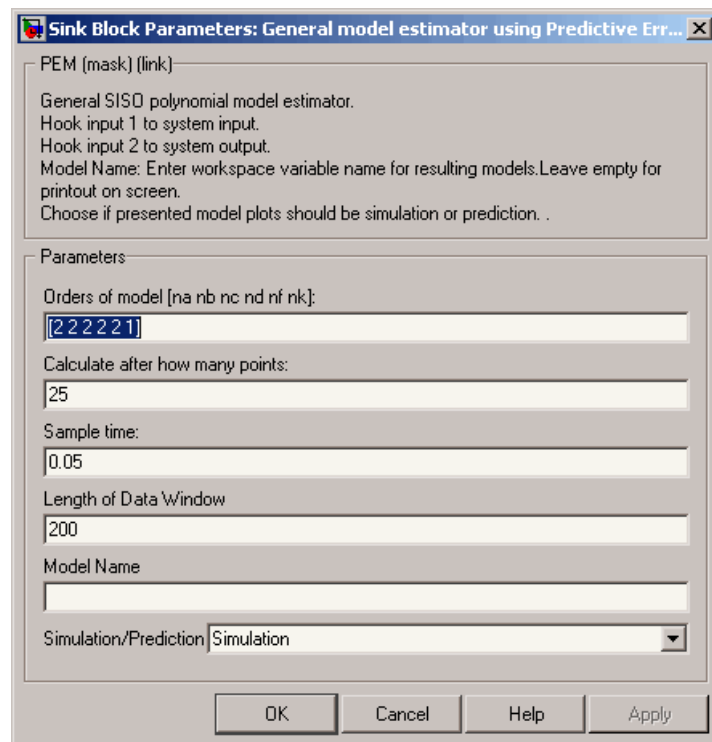 Sink Block Parameters: General model estimator using Predictive Err...
PEM (mask) (link)
General SISO polynomial model estimator.
Hook input 1 to system input.
Hook input 2 to system output.
Model Name: Enter workspace variable name for resulting models.Leave empty for
printout on screen.
Choose if presented model plots should be simulation or prediction. .
Parameters
Orders of model [na nb nc nd nf nk]:
[2 2 2 2 2 1]
Calculate after how many points:
25
Sample time:
0.05
Length of Data Window
200
Model Name
Simulation/Prediction Simulation
OK Cancel Help Apply